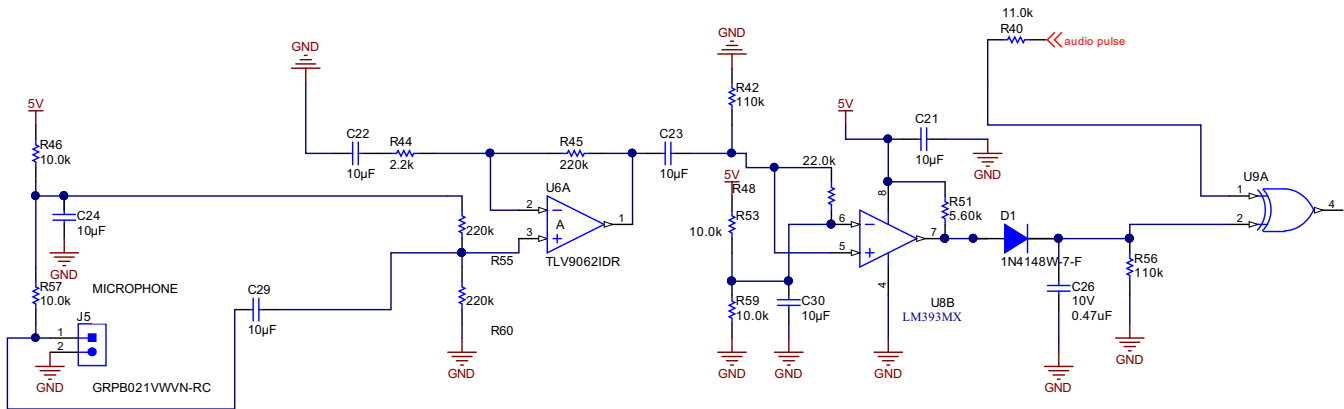 11.0k
R40
audio pulse
GND
GND
5V
R46
10.0k
C22
10µF
R44
2.2k
R45
220k
C23
10µF
R42
110k
5V
C21
10µF
GND
22.0k
U9A
1
2
4
5V
R48
R53
10.0k
U6A
2
A
3
1
TLV9062IDR
C24
10µF
GND
220k
R55
220k
R60
GND
R57
10.0k
MICROPHONE
J5
1
2
GND
GRPB021VWVN-RC
C29
10µF
8
6
5
7
4
R51
5.60k
D1
1N4148W-7-F
U8B
LM393MX
GND
R59
10.0k
GND
C30
10µF
GND
C26
10V
0.47uF
GND
R56
110k
GND